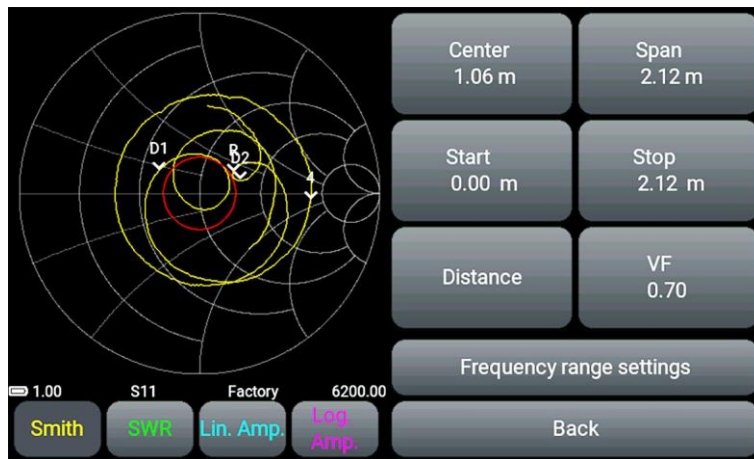 D1
R
D2
4
1.00 S11 Factory 6200.00
Smith
SWR
Lin. Amp.
Log.
Amp.
Center
1.06 m
Span
2.12 m
Start
0.00 m
Stop
2.12 m
Distance
VF
0.70
Frequency range settings
Back